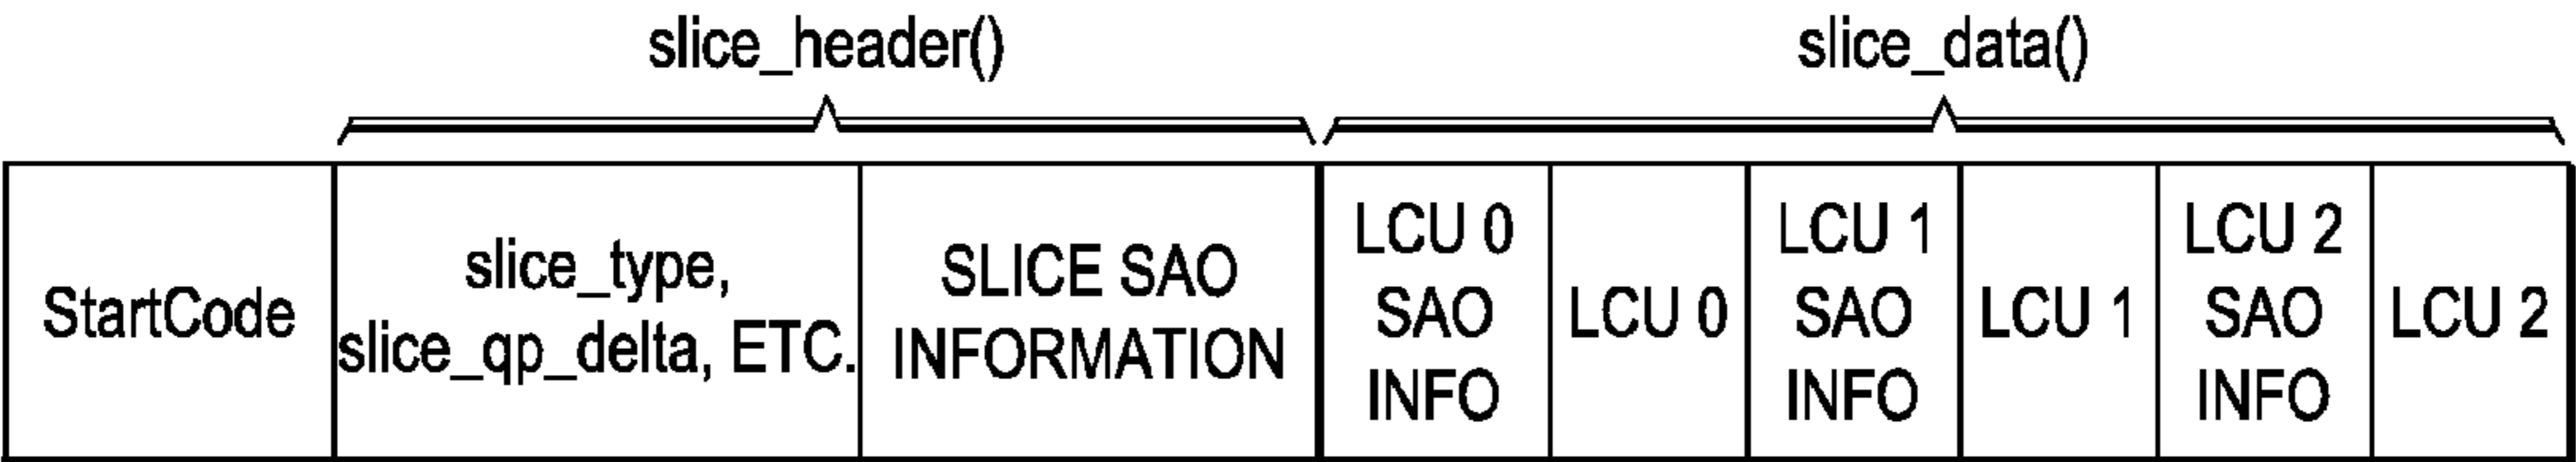 slice_header()
slice_data()
StartCode
slice_type,
slice_qp_delta, ETC.
SLICE SAO
INFORMATION
LCU 0
SAO
INFO
LCU 0
LCU 1
SAO
INFO
LCU 1
LCU 2
SAO
INFO
LCU 2